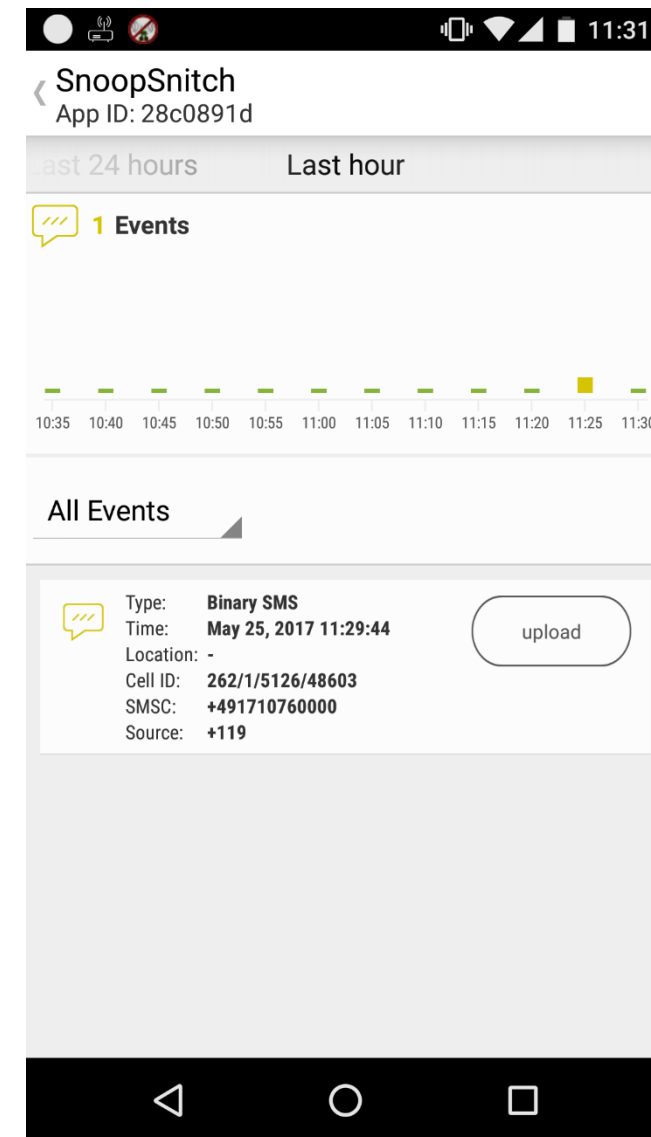 11:31
SnoopSnitch
App ID: 28c0891d
Last 24 hours Last hour
1 Events
10:35 10:40 10:45 10:50 10:55 11:00 11:05 11:10 11:15 11:20 11:25 11:30
All Events
Type: Binary SMS
Time: May 25, 2017 11:29:44
upload
Location: -
Cell ID: 262/1/5126/48603
SMSC: +491710760000
Source: +119